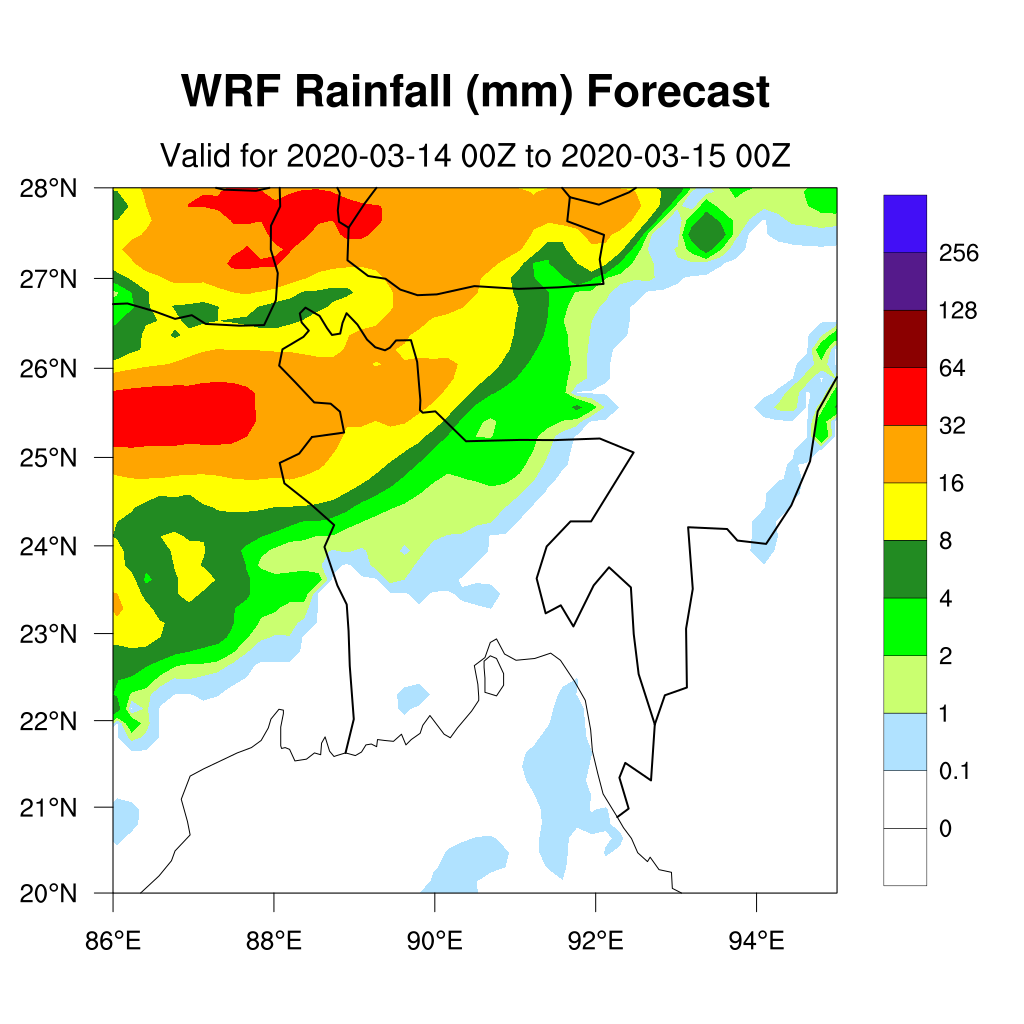 WRF Rainfall (mm) Forecast
Valid for 2020-03-14 00Z to 2020-03-15 00Z
28°N
27°N
26°N
25°N
24°N
23°N
22°N
21°N
20°N
86°E 88°E 90°E 92°E 94°E
256
128
64
32
16
8
4
2
1
0.1
0